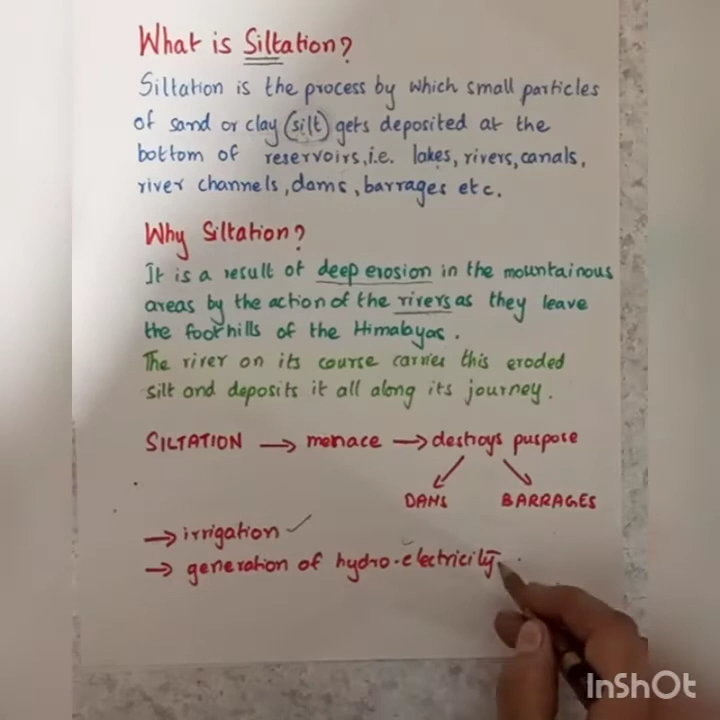 What is Siltation?
Siltation is the process by which small particles
of sand or clay (silt) gets deposited at the
bottom of reservoirs, i.e. lakes, rivers, canals,
river channels, dams, barrages etc.
Why Siltation?
It is a result of deep erosion in the mountainous
areas by the action of the rivers as they leave
the foothills of the Himalayas.
The river on its course carries this eroded
silt and deposits it all along its journey.
SILTATION → menace → destroys puspose
DAMS BARRAGES
→ irrigation ✓
→ generation of hydro-electricity
InShOt